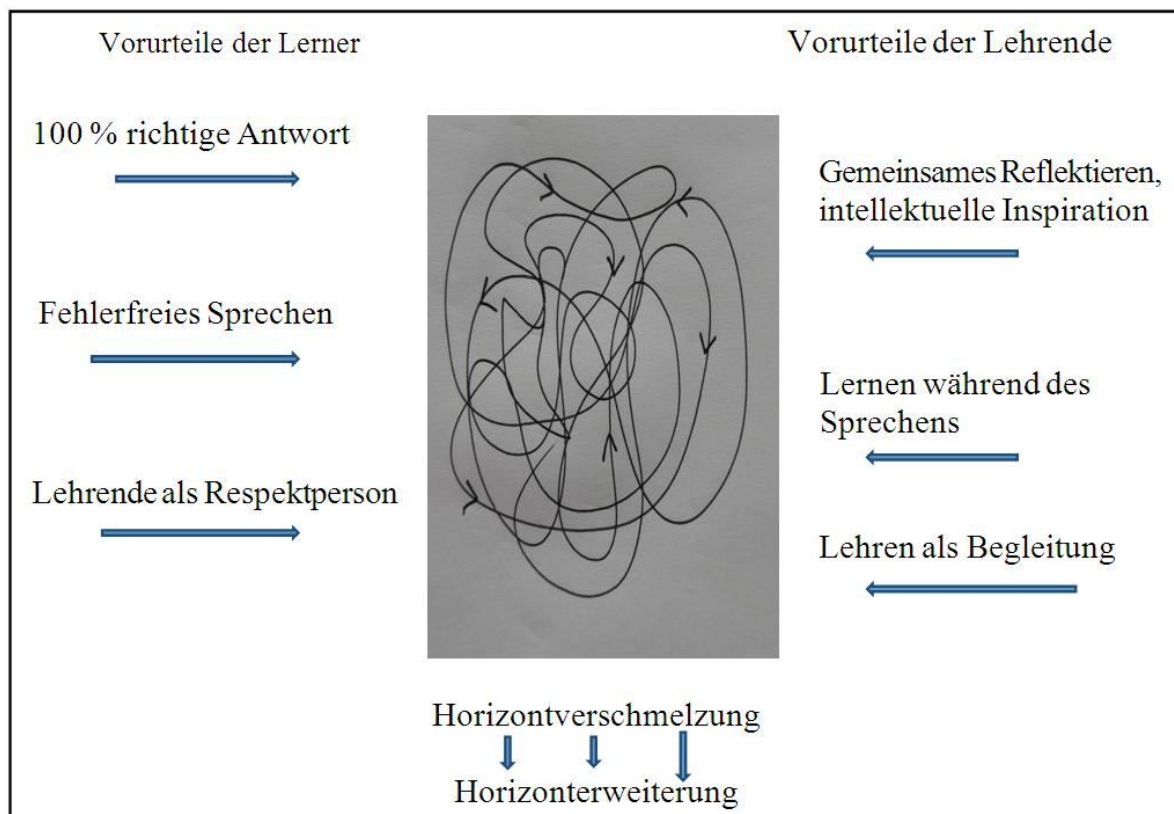 Vorurteile der Lerner
Vorurteile der Lehrende
100 % richtige Antwort
Gemeinsames Reflektieren,
intellektuelle Inspiration
Fehlerfreies Sprechen
Lernen während des
Sprechens
Lehrende als Respektperson
Lehren als Begleitung
Horizontverschmelzung
Horizonterweiterung